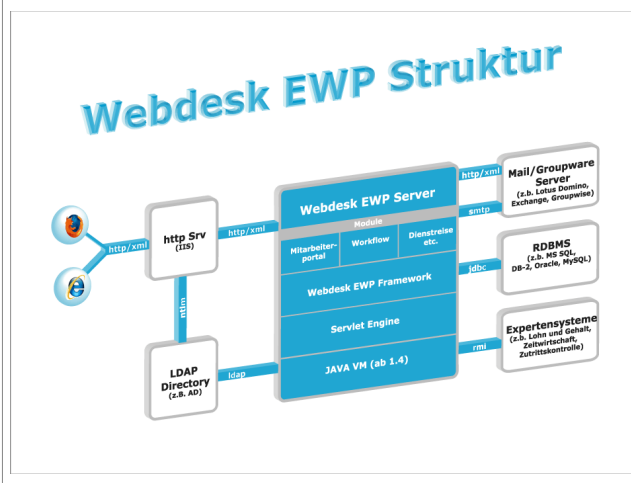 Webdesk EWP Struktur
http/xml
http Srv
(IIS)
http/xml
ntlm
LDAP
Directory
(z.B. AD)
ldap
Webdesk EWP Server
Module
Mitarbeiter-
portal
Workflow
Dienstreise
etc.
Webdesk EWP Framework
Servlet Engine
JAVA VM (ab 1.4)
http/xml
smtp
Mail/Groupware
Server
(z.b. Lotus Domino,
Exchange, Groupwise)
jdbc
RDBMS
(z.b. MS SQL,
DB-2, Oracle, MySQL)
rmi
Expertensysteme
(z.b. Lohn und Gehalt,
Zeitwirtschaft,
Zutrittskontrolle)